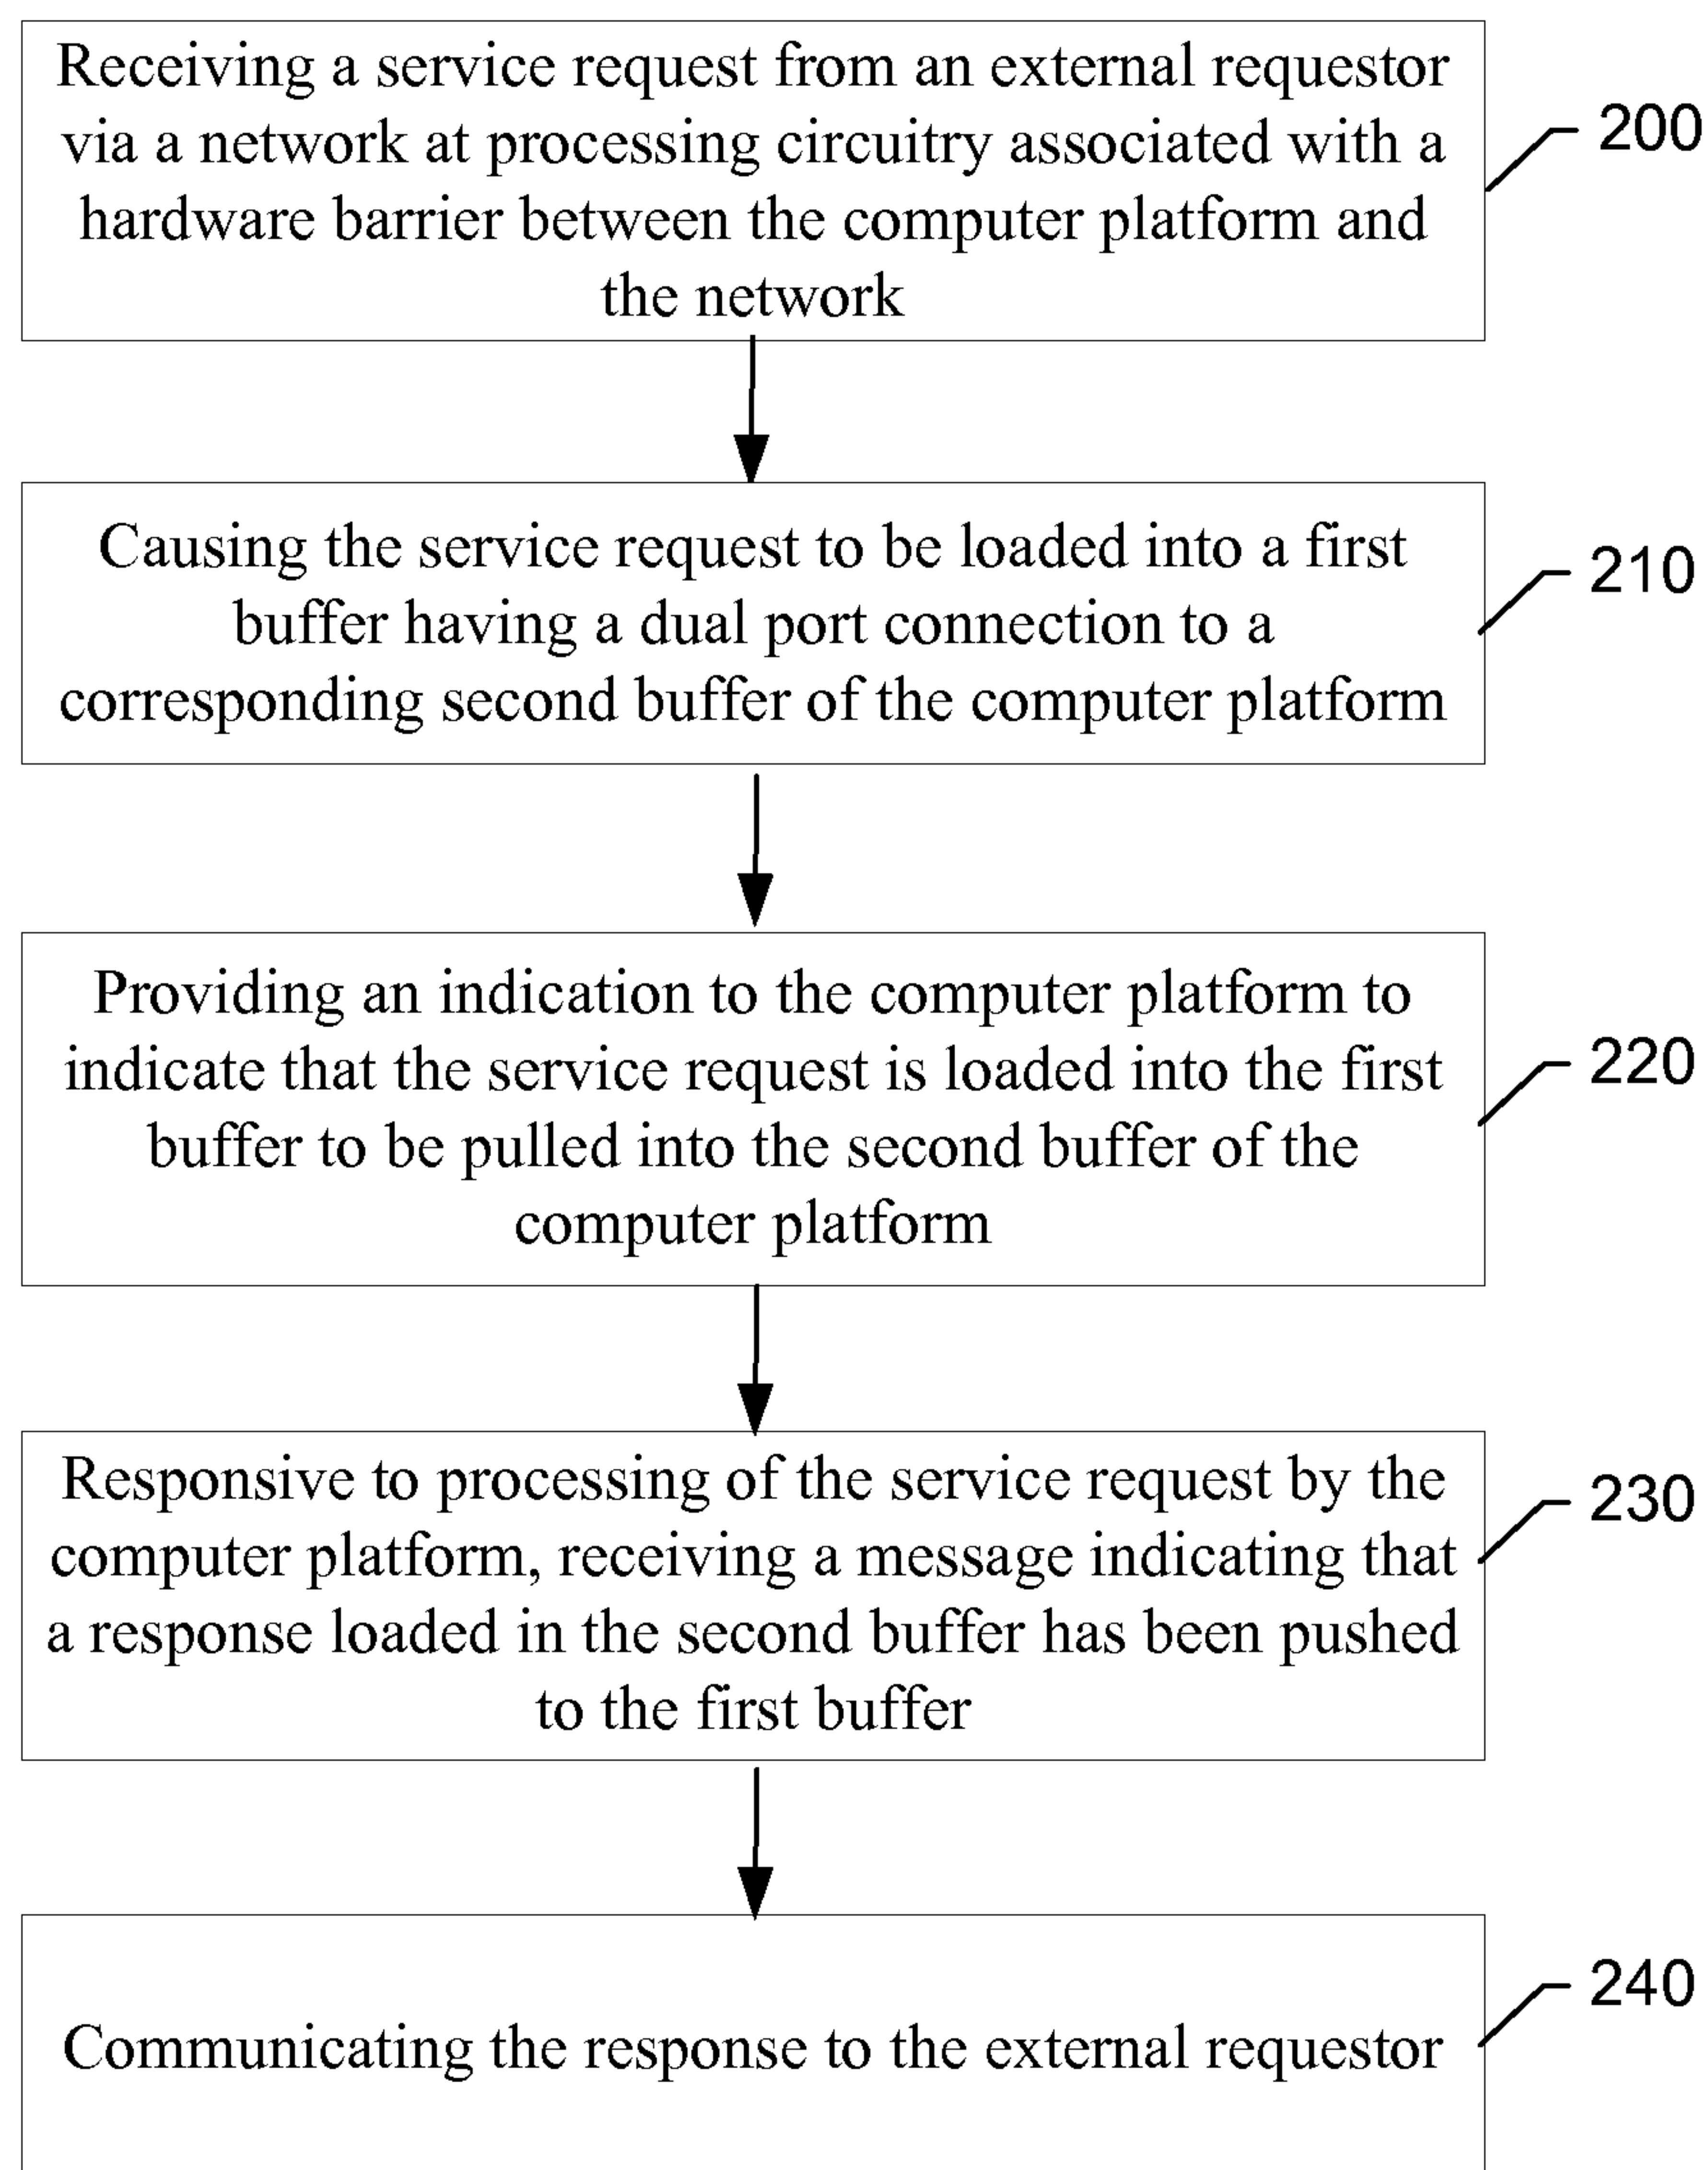 Receiving a service request from an external requestor
via a network at processing circuitry associated with a
hardware barrier between the computer platform and
the network
200
Causing the service request to be loaded into a first
buffer having a dual port connection to a
corresponding second buffer of the computer platform
210
Providing an indication to the computer platform to
indicate that the service request is loaded into the first
buffer to be pulled into the second buffer of the
computer platform
220
Responsive to processing of the service request by the
computer platform, receiving a message indicating that
a response loaded in the second buffer has been pushed
to the first buffer
230
Communicating the response to the external requestor
240